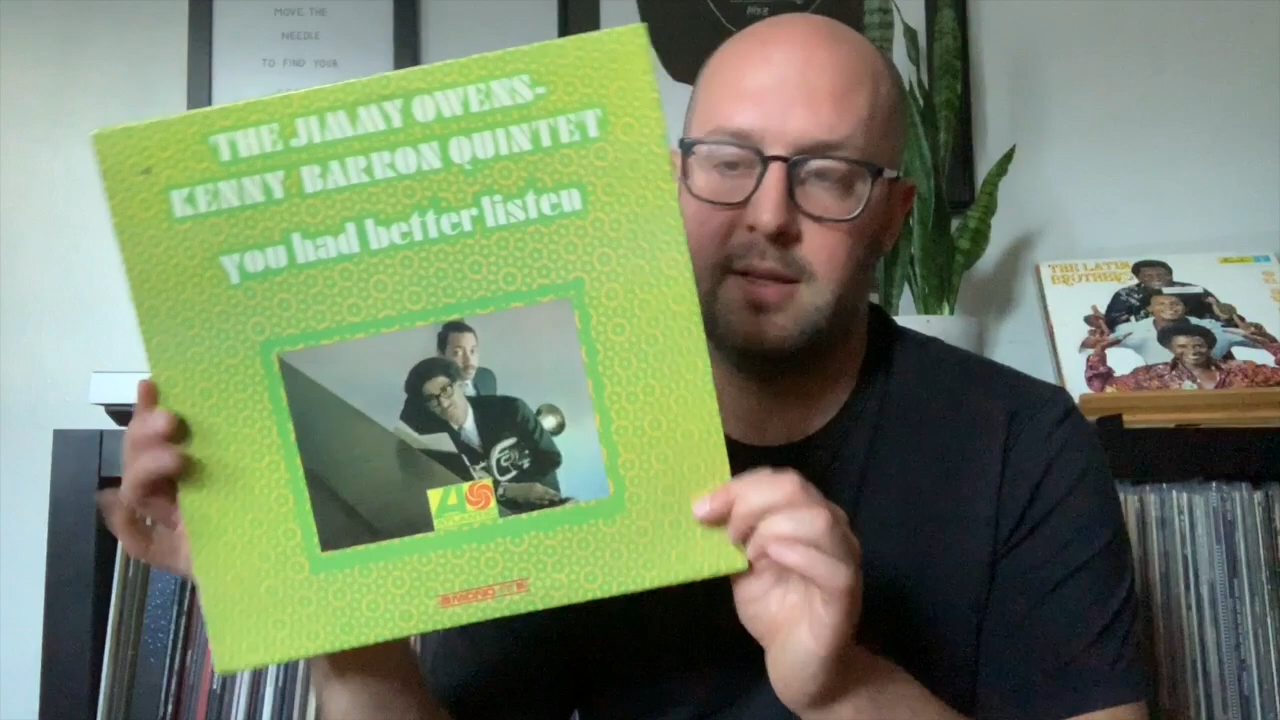 MOVE THE
NEEDLE
TO FIND YOUR
1953
THE JIMMY OWENS-
KENNY BARRON QUINTET
you had better listen
MONO
THE LATIN
BROTHERS